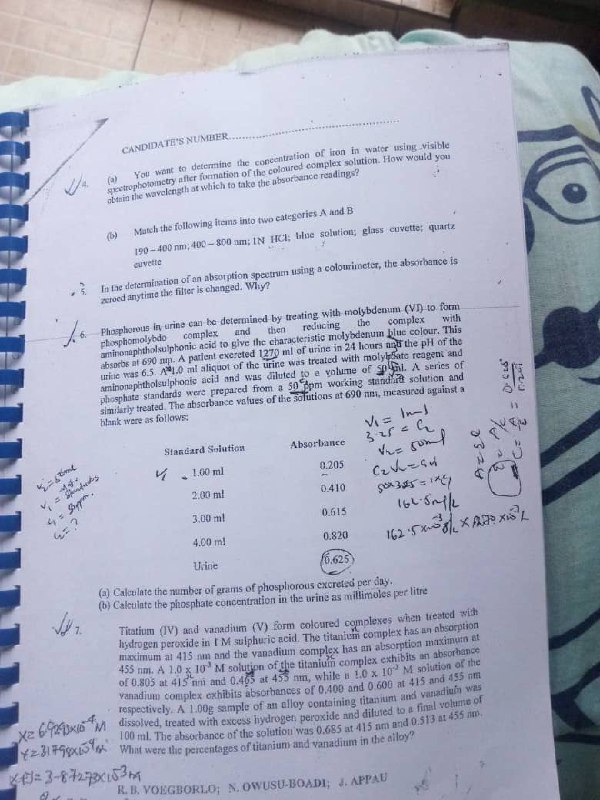 CANDIDATE'S NUMBER
4. (a) You want to determine the concentration of iron in water using visible
spectrophotometry after formation of the coloured complex solution. How would you
obtain the wavelength at which to take the absorbance readings?
(b) Match the following items into two categories A and B
190 – 400 nm; 400 – 800 nm; 1N HCl; blue solution; glass cuvette; quartz
cuvette
5. In the determination of an absorption spectrum using a colourimeter, the absorbance is
zeroed anytime the filter is changed. Why?
6. Phosphorous in urine can be determined by treating with molybdenum (VI) to form
phosphomolybdo complex and then reducing the complex with
aminonaphtholsulphonic acid to give the characteristic molybdenum blue colour. This
absorbs at 690 nm. A patient excreted 1270 ml of urine in 24 hours and the pH of the
urine was 6.5. A 1.0 ml aliquot of the urine was treated with molybdate reagent and
aminonaphtholsulphonic acid and was diluted to a volume of 50 ml. A series of
phosphate standards were prepared from a 50 ppm working standard solution and
similarly treated. The absorbance values of the solutions at 690 nm, measured against a
blank were as follows:
V1 = 1ml
3.25 = C2
V2 = 50ml
Standard Solution Absorbance
1.00 ml 0.205
2.00 ml 0.410
3.00 ml 0.615
4.00 ml 0.820
Urine 0.625
162.5mg/L
(a) Calculate the number of grams of phosphorous excreted per day.
(b) Calculate the phosphate concentration in the urine as millimoles per litre
7. Titatium (IV) and vanadium (V) form coloured complexes when treated with
hydrogen peroxide in 1 M sulphuric acid. The titanium complex has an absorption
maximum at 415 nm and the vanadium complex has an absorption maximum at
455 nm. A 1.0 x 10⁻³ M solution of the titanium complex exhibits an absorbance
of 0.805 at 415 nm and 0.465 at 455 nm, while a 1.0 x 10⁻² M solution of the
vanadium complex exhibits absorbances of 0.400 and 0.600 at 415 and 455 nm
respectively. A 1.00g sample of an alloy containing titanium and vanadium was
dissolved, treated with excess hydrogen peroxide and diluted to a final volume of
100 ml. The absorbance of the solution was 0.685 at 415 nm and 0.513 at 455 nm.
What were the percentages of titanium and vanadium in the alloy?
R. B. VOEGBORLO; N. OWUSU-BOADI; J. APPAU